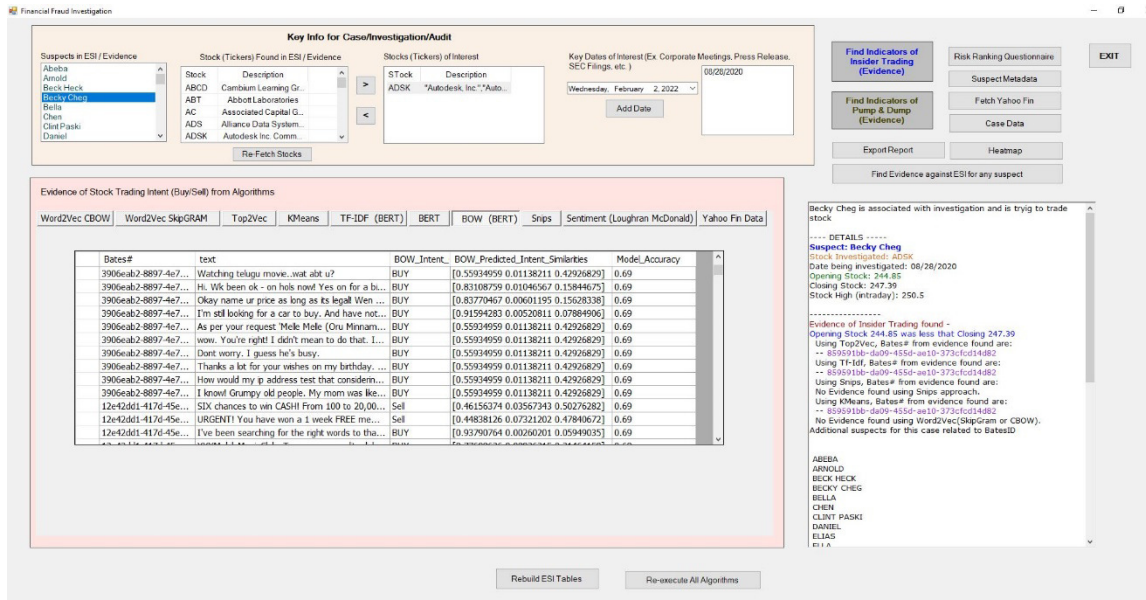 Financial Fraud Investigation
Key Info for Case/Investigation/Audit
Suspects in ESI / Evidence
Abeba
Arnold
Beck Heck
Becky Cheg
Bella
Chen
Clint Paski
Daniel
Stock (Tickers) Found in ESI / Evidence
Stock Description
ABCD Cambium Learning Gr...
ABT Abbott Laboratories
AC Associated Capital G...
ADS Alliance Data System...
ADSK Autodesk Inc. Comm...
Re-Fetch Stocks
>
<
Stocks (Tickers) of Interest
STock Description
ADSK "Autodesk, Inc.","Auto...
Key Dates of Interest (Ex. Corporate Meetings, Press Release,
SEC Filings, etc. )
Wednesday, February 2, 2022
Add Date
08/28/2020
Find Indicators of
Insider Trading
(Evidence)
Find Indicators of
Pump & Dump
(Evidence)
Risk Ranking Questionnaire
Suspect Metadata
Fetch Yahoo Fin
Case Data
Export Report
Heatmap
Find Evidence against ESI for any suspect
EXIT
Evidence of Stock Trading Intent (Buy/Sell) from Algorithms
Word2Vec CBOW Word2Vec SkipGRAM Top2Vec KMeans TF-IDF (BERT) BERT BOW (BERT) Snips Sentiment (Loughran McDonald) Yahoo Fin Data
Bates# text BOW_Intent_ BOW_Predicted_Intent_Similarities Model_Accuracy
3906eab2-8897-4e7... Watching telugu movie..wat abt u? BUY [0.55934959 0.01138211 0.42926829] 0.69
3906eab2-8897-4e7... Hi. Wk been ok - on hols now! Yes on for a bi... BUY [0.83108759 0.01046567 0.15844675] 0.69
3906eab2-8897-4e7... Okay name ur price as long as its legal! Wen ... BUY [0.83770467 0.00601195 0.15628338] 0.69
3906eab2-8897-4e7... I'm still looking for a car to buy. And have not... BUY [0.91594283 0.00520811 0.07884906] 0.69
3906eab2-8897-4e7... As per your request 'Melle Melle (Oru Minnam... BUY [0.55934959 0.01138211 0.42926829] 0.69
3906eab2-8897-4e7... wow. You're right! I didn't mean to do that. I... BUY [0.55934959 0.01138211 0.42926829] 0.69
3906eab2-8897-4e7... Dont worry. I guess he's busy. BUY [0.55934959 0.01138211 0.42926829] 0.69
3906eab2-8897-4e7... Thanks a lot for your wishes on my birthday. ... BUY [0.55934959 0.01138211 0.42926829] 0.69
3906eab2-8897-4e7... How would my ip address test that considerin... BUY [0.55934959 0.01138211 0.42926829] 0.69
3906eab2-8897-4e7... I know! Grumpy old people. My mom was like... BUY [0.55934959 0.01138211 0.42926829] 0.69
12e42dd1-417d-45e... SIX chances to win CASH! From 100 to 20,00... Sell [0.46156374 0.03567343 0.50276282] 0.69
12e42dd1-417d-45e... URGENT! You have won a 1 week FREE me... Sell [0.44838126 0.07321202 0.47840672] 0.69
12e42dd1-417d-45e... I've been searching for the right words to tha... BUY [0.93790764 0.00260201 0.05949035] 0.69
Becky Cheg is associated with investigation and is tryig to trade
stock
---- DETAILS -----
Suspect: Becky Cheg
Stock Investigated: ADSK
Date being investigated: 08/28/2020
Opening Stock: 244.85
Closing Stock: 247.39
Stock High (intraday): 250.5
-----------------
Evidence of Insider Trading found -
Opening Stock 244.85 was less that Closing 247.39
Using Top2Vec, Bates# from evidence found are:
-- 859591bb-da09-455d-ae10-373cfcd14d82
Using Tf-Idf, Bates# from evidence found are:
-- 859591bb-da09-455d-ae10-373cfcd14d82
Using Snips, Bates# from evidence found are:
No Evidence found using Snips approach.
Using KMeans, Bates# from evidence found are:
-- 859591bb-da09-455d-ae10-373cfcd14d82
No Evidence found using Word2Vec(SkipGram or CBOW).
Additional suspects for this case related to BatesID
ABEBA
ARNOLD
BECK HECK
BECKY CHEG
BELLA
CHEN
CLINT PASKI
DANIEL
ELIAS
Rebuild ESI Tables
Re-execute All Algorithms